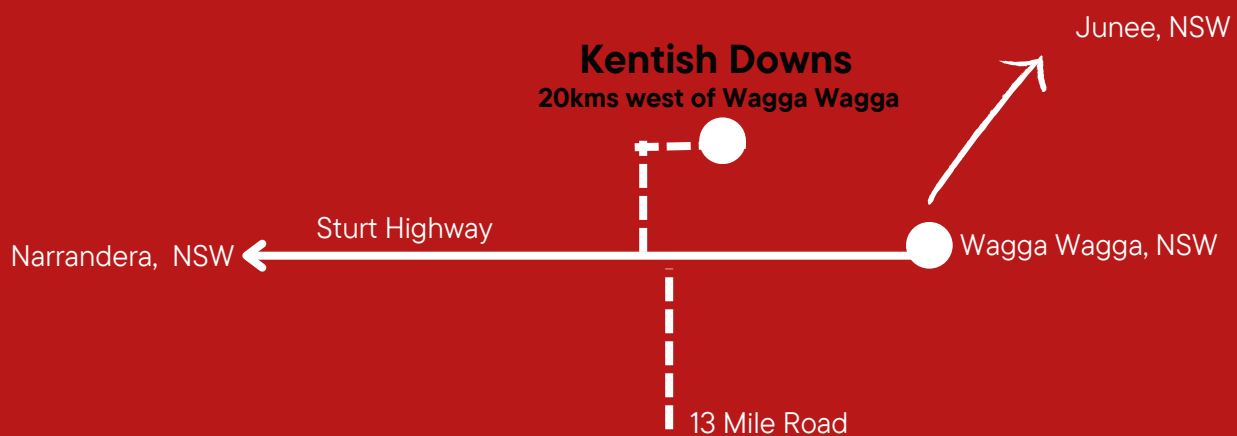 Junee, NSW
Kentish Downs
20kms west of Wagga Wagga
Sturt Highway
Narrandera, NSW
Wagga Wagga, NSW
13 Mile Road